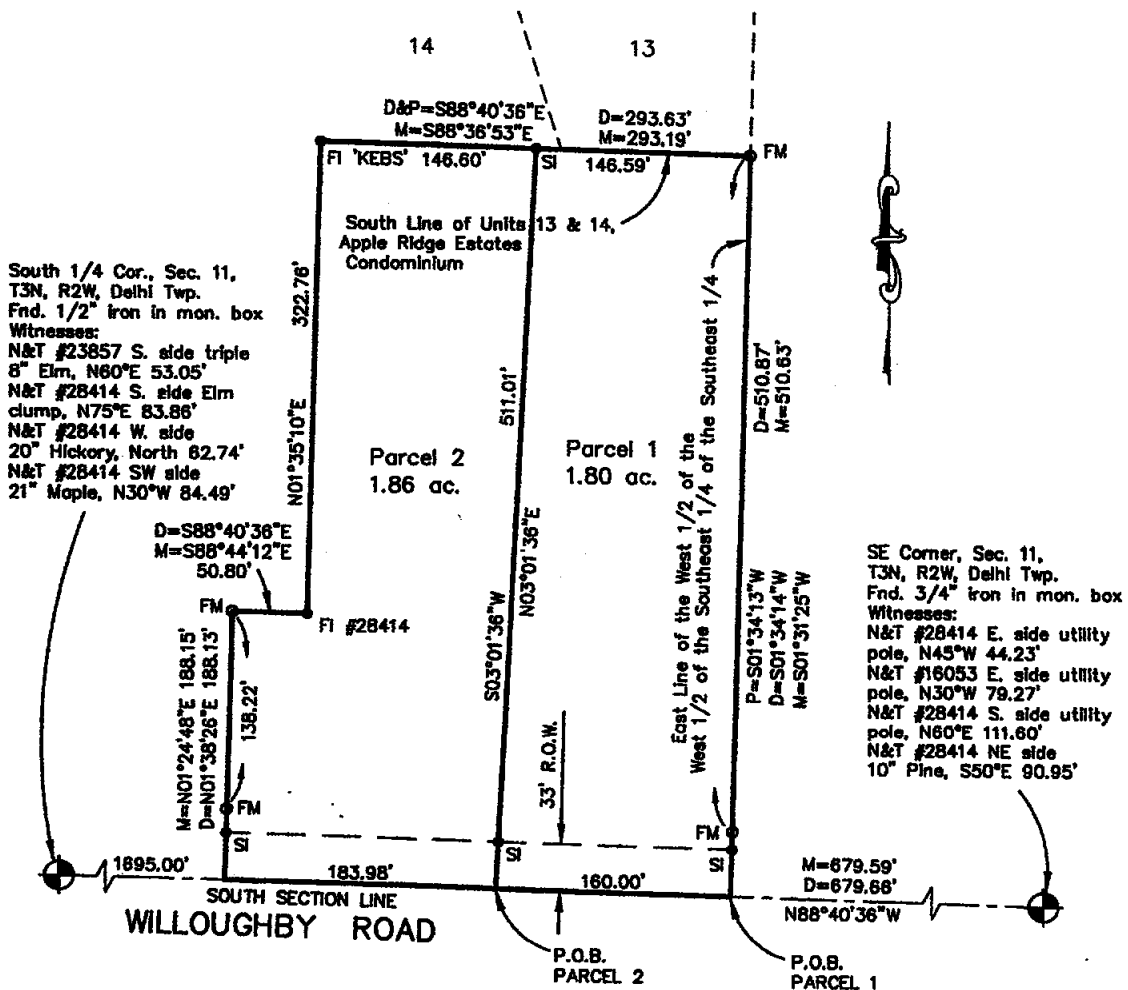 14
13
D&P=S88°40'36"E
M=S88°36'53"E
D=293.63'
M=293.19'
FM
FI 'KEBS'
146.60'
SI
146.59'
South Line of Units 13 & 14,
Apple Ridge Estates
Condominium
South 1/4 Cor., Sec. 11,
T3N, R2W, Delhi Twp.
Fnd. 1/2" iron in mon. box
Witnesses:
N&T #23857 S. side triple
8" Elm, N60°E 53.05'
N&T #28414 S. side Elm
clump, N75°E 83.86'
N&T #28414 W. side
20" Hickory, North 62.74'
N&T #28414 SW side
21" Maple, N30°W 84.49'
322.76'
N01°35'10"E
511.01'
N03°01'36"E
S03°01'36"W
Parcel 2
1.86 ac.
Parcel 1
1.80 ac.
East Line of the West 1/2 of the
West 1/2 of the Southeast 1/4 of the Southeast 1/4
D=510.87'
M=510.63'
P=S01°34'13"W
D=S01°34'14"W
M=S01°31'25"W
D=S88°40'36"E
M=S88°44'12"E
50.80'
FM
FI #28414
M=N01°24'48"E 188.15'
D=N01°38'26"E 188.13'
138.22'
FM
SI
33' R.O.W.
SI
FM
SI
SE Corner, Sec. 11,
T3N, R2W, Delhi Twp.
Fnd. 3/4" iron in mon. box
Witnesses:
N&T #28414 E. side utility
pole, N45°W 44.23'
N&T #16053 E. side utility
pole, N30°W 79.27'
N&T #28414 S. side utility
pole, N60°E 111.60'
N&T #28414 NE side
10" Pine, S50°E 90.95'
1695.00'
183.98'
160.00'
M=679.59'
D=679.66'
N88°40'36"W
SOUTH SECTION LINE
WILLOUGHBY ROAD
P.O.B.
PARCEL 2
P.O.B.
PARCEL 1